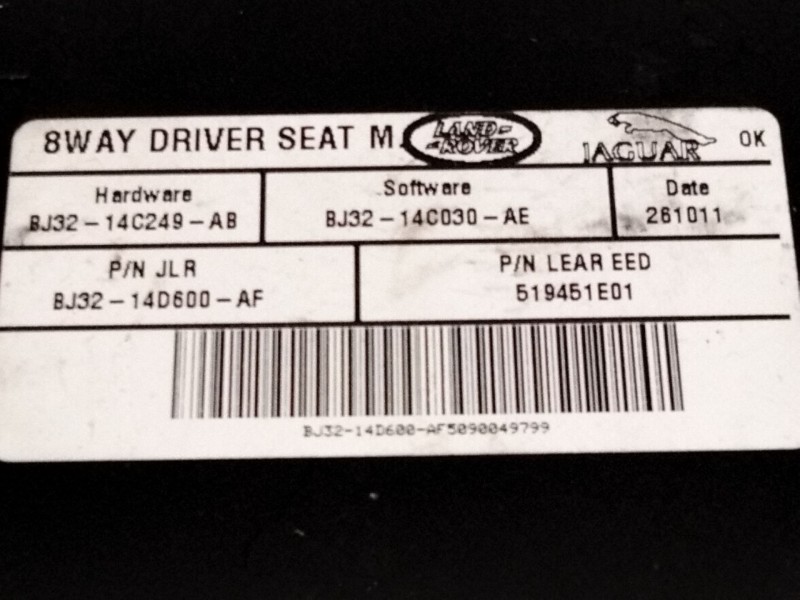 8WAY DRIVER SEAT M. LAND-
-ROVER JAGUAR OK
Hardware Software Date
BJ32-14C249-AB BJ32-14C030-AE 261011
P/N JLR P/N LEAR EED
BJ32-14D600-AF 519451E01
BJ32-14D600-AF5090049799